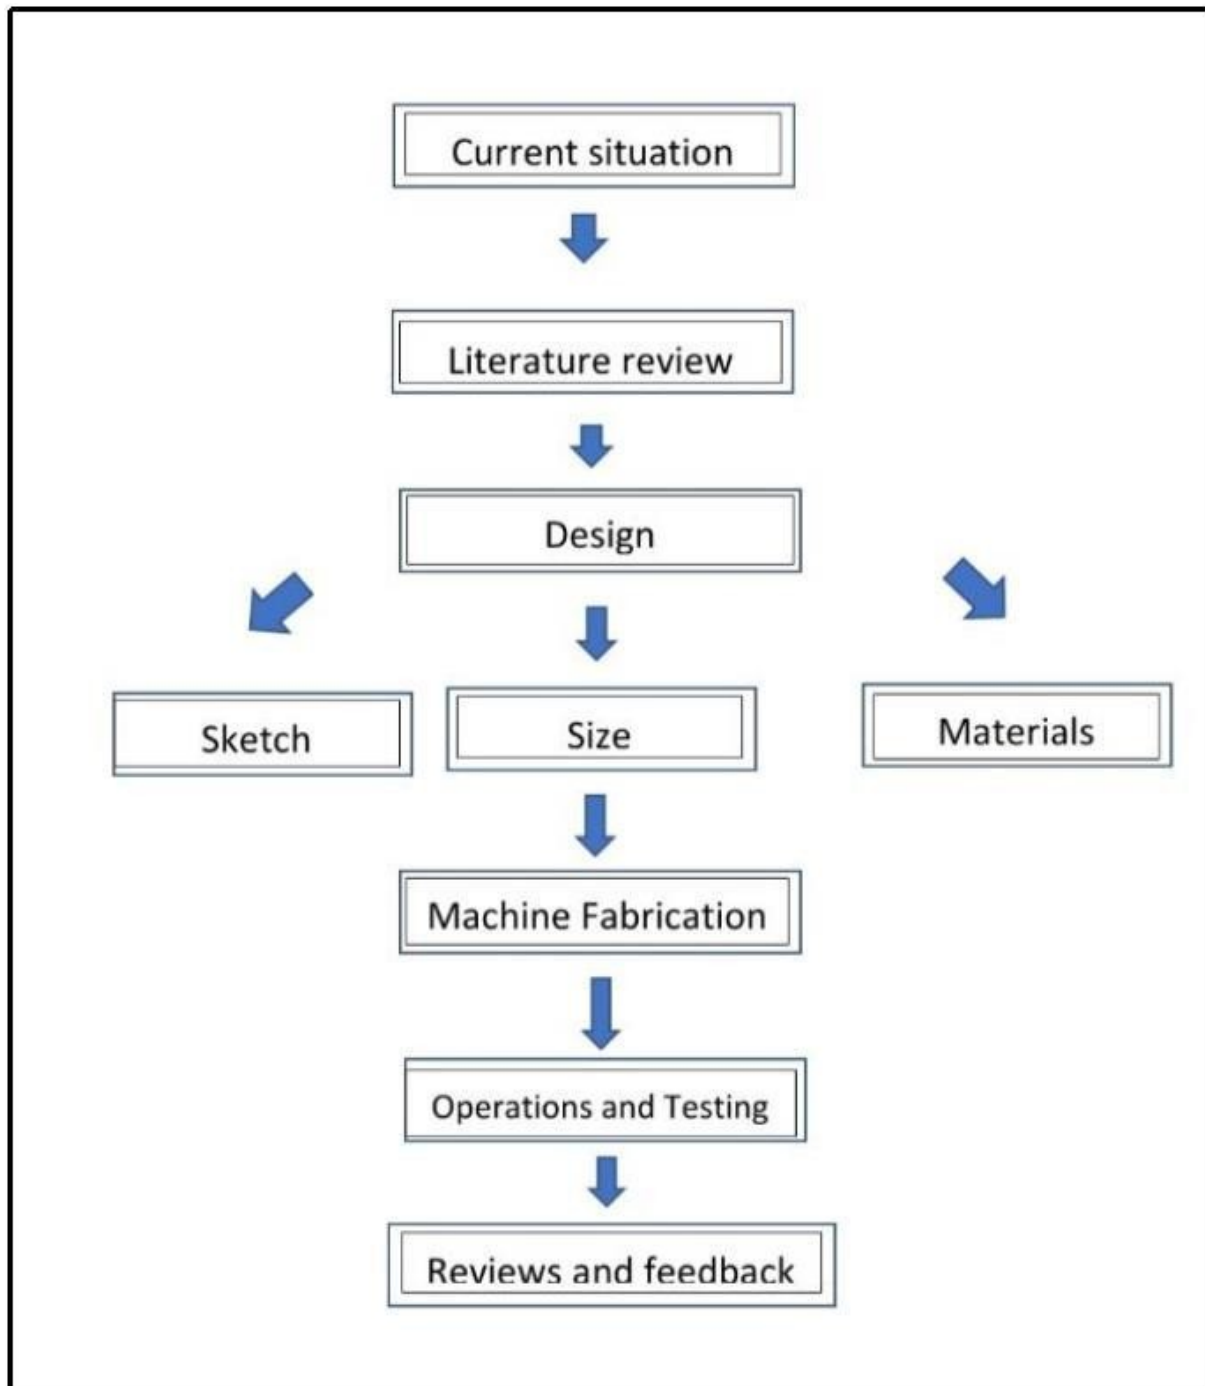 Current situation
Literature review
Design
Sketch
Size
Materials
Machine Fabrication
Operations and Testing
Reviews and feedback